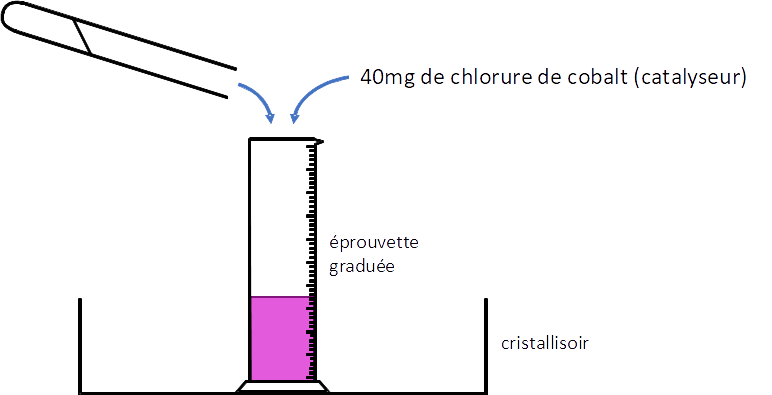 40mg de chlorure de cobalt (catalyseur)
éprouvette
graduée
cristallisoir